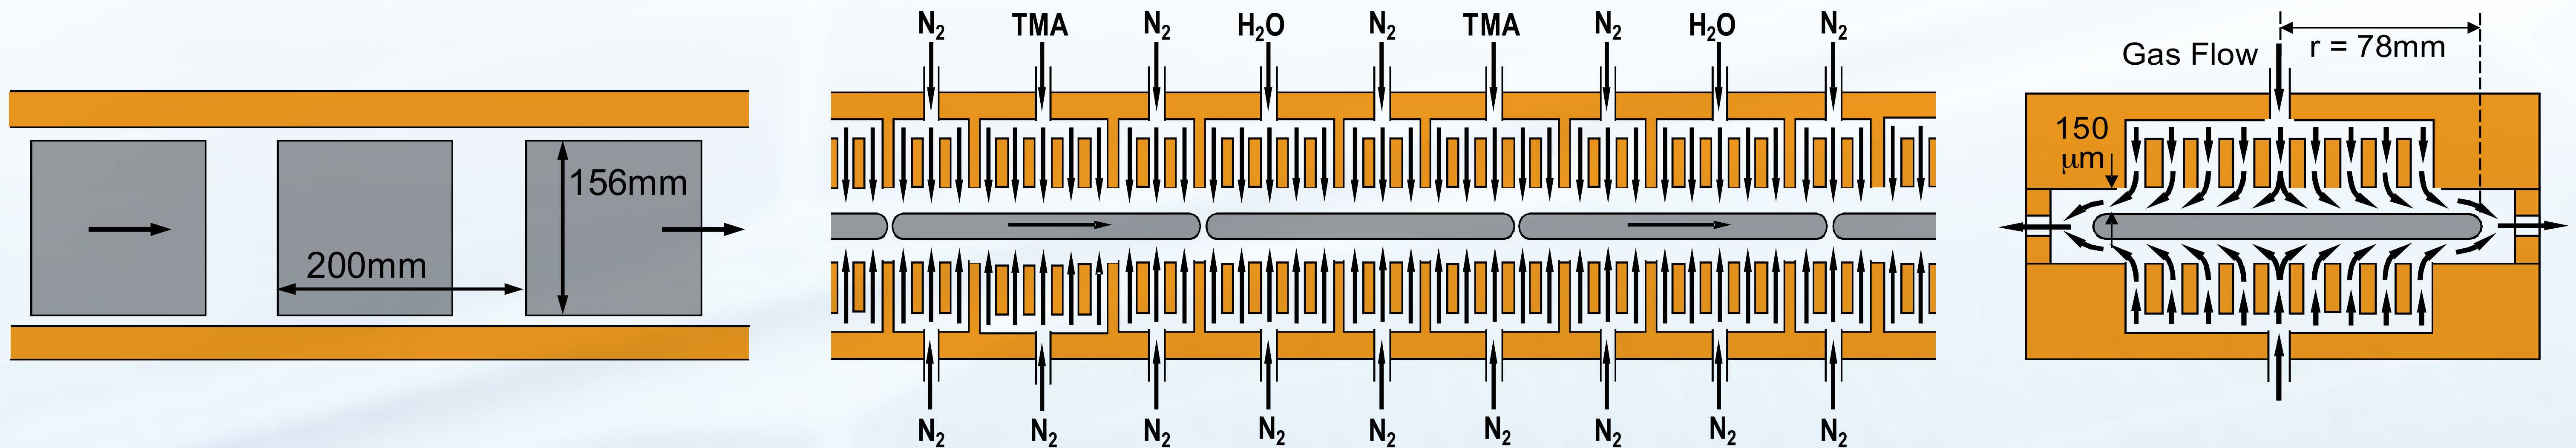 156mm
200mm
N₂ TMA N₂ H₂O N₂ TMA N₂ H₂O N₂
N₂ N₂ N₂ N₂ N₂ N₂ N₂ N₂ N₂
r = 78mm
Gas Flow
150
μm